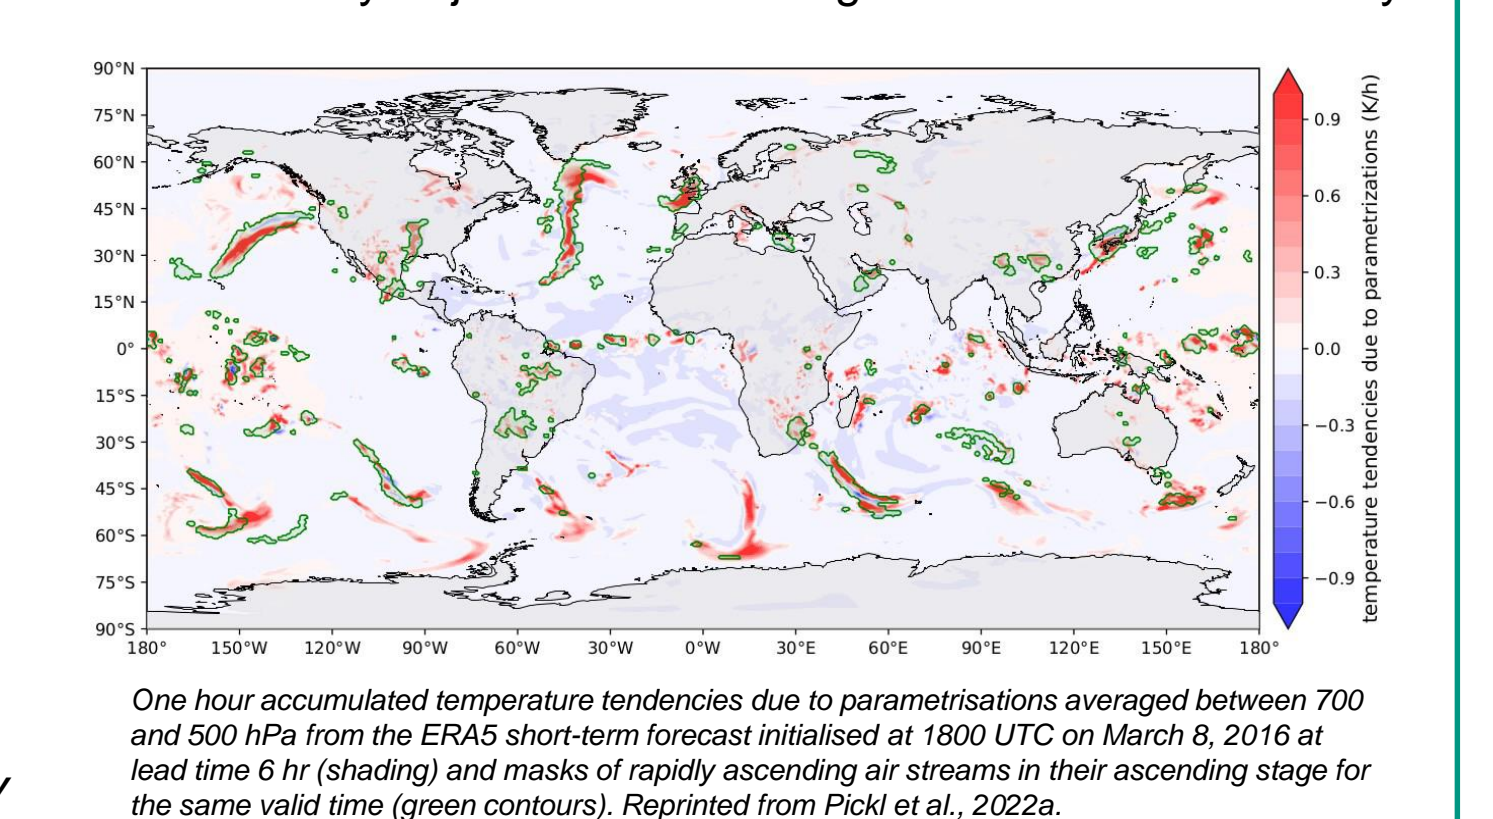 90°N
75°N
60°N
45°N
30°N
15°N
0°
15°S
30°S
45°S
60°S
75°S
90°S
180° 150°W 120°W 90°W 60°W 30°W 0°W 30°E 60°E 90°E 120°E 150°E 180°
0.9
0.6
0.3
0.0
−0.3
−0.6
−0.9
temperature tendencies due to parametrizations (K/h)
One hour accumulated temperature tendencies due to parametrisations averaged between 700
and 500 hPa from the ERA5 short-term forecast initialised at 1800 UTC on March 8, 2016 at
lead time 6 hr (shading) and masks of rapidly ascending air streams in their ascending stage for
the same valid time (green contours). Reprinted from Pickl et al., 2022a.